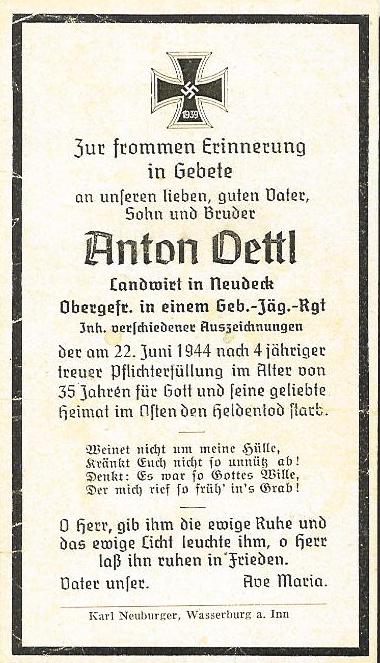 1939
Zur frommen Erinnerung
in Gebete
an unseren lieben, guten Vater,
Sohn und Bruder
Anton Oettl
Landwirt in Neudeck
Obergefr. in einem Geb.-Jäg.-Rgt
Inh. verschiedener Auszeichnungen
der am 22. Juni 1944 nach 4 jähriger
treuer Pflichterfüllung im Alter von
35 Jahren für Gott und seine geliebte
Heimat im Osten den Heldentod starb.
Weinet nicht um meine Hülle,
Kränkt Euch nicht so unnütz ab!
Denkt: Es war so Gottes Wille,
Der mich rief so früh' in's Grab!
O Herr, gib ihm die ewige Ruhe und
das ewige Licht leuchte ihm, o Herr
laß ihn ruhen in Frieden.
Vater unser. Ave Maria.
Karl Neuburger, Wasserburg a. Inn